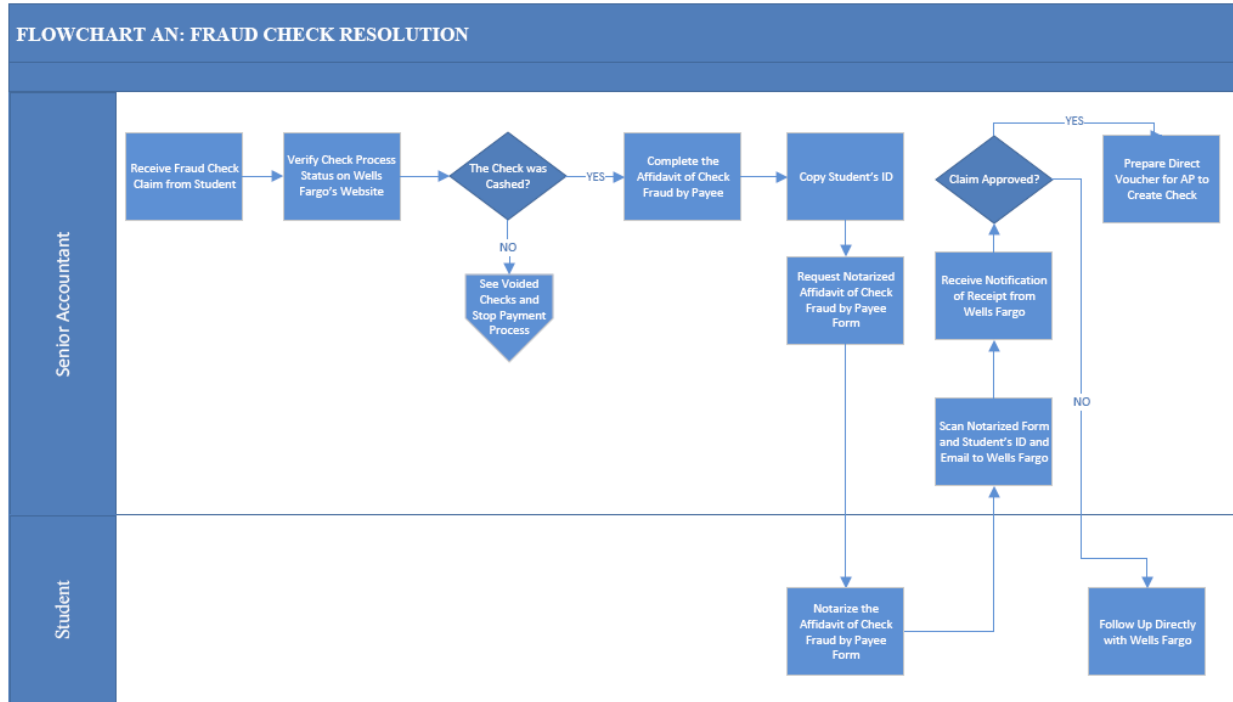 FLOWCHART AN: FRAUD CHECK RESOLUTION
Senior Accountant
Receive Fraud Check
Claim from Student
Verify Check Process
Status on Wells
Fargo's Website
The Check was
Cashed?
YES
NO
See Voided
Checks and
Stop Payment
Process
Complete the
Affidavit of Check
Fraud by Payee
Copy Student's ID
Request Notarized
Affidavit of Check
Fraud by Payee
Form
Claim Approved?
YES
NO
Prepare Direct
Voucher for AP to
Create Check
Receive Notification
of Receipt from
Wells Fargo
Scan Notarized Form
and Student's ID and
Email to Wells Fargo
Student
Notarize the
Affidavit of Check
Fraud by Payee
Form
Follow Up Directly
with Wells Fargo